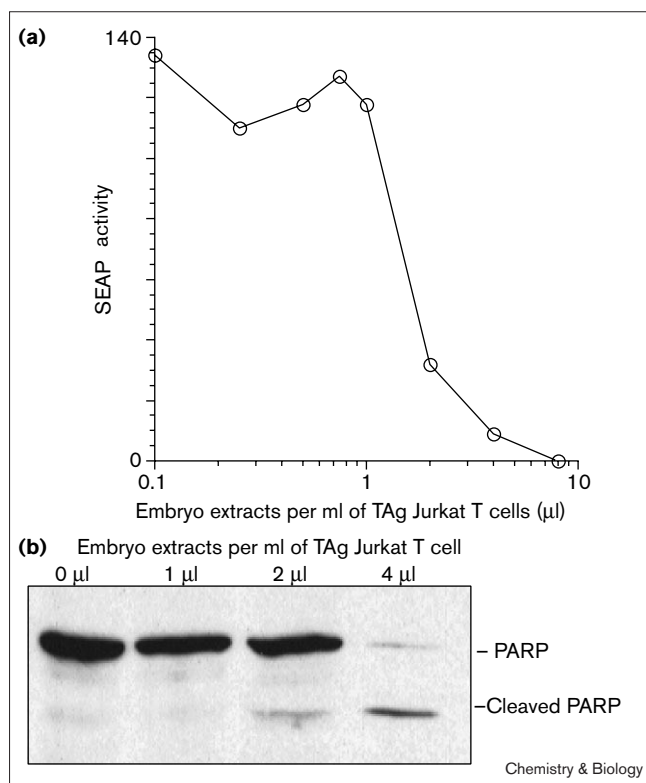 (a)
140
SEAP activity
0
0.1 1 10
Embryo extracts per ml of TAg Jurkat T cells (μl)
(b) Embryo extracts per ml of TAg Jurkat T cell
0 μl 1 μl 2 μl 4 μl
– PARP
–Cleaved PARP
Chemistry & Biology